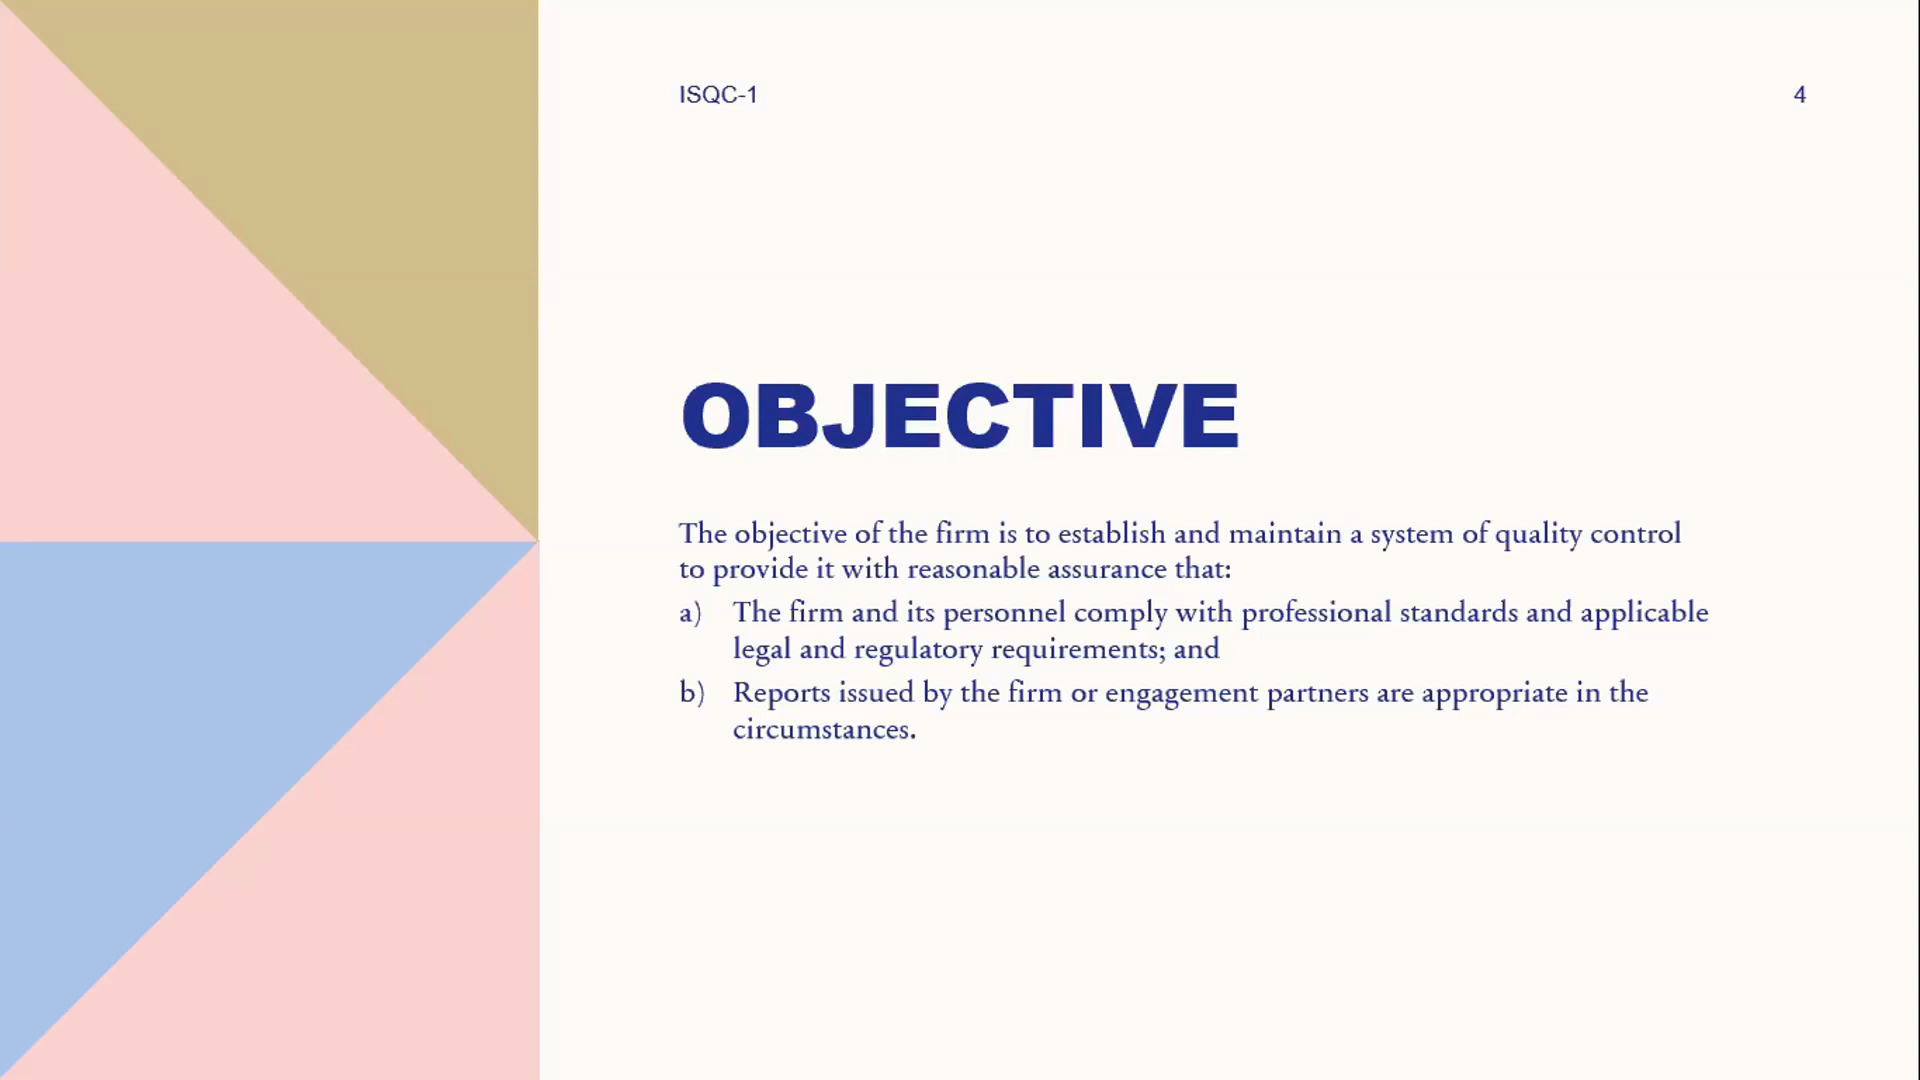 ISQC-1
4
OBJECTIVE
The objective of the firm is to establish and maintain a system of quality control
to provide it with reasonable assurance that:
a) The firm and its personnel comply with professional standards and applicable
legal and regulatory requirements; and
b) Reports issued by the firm or engagement partners are appropriate in the
circumstances.